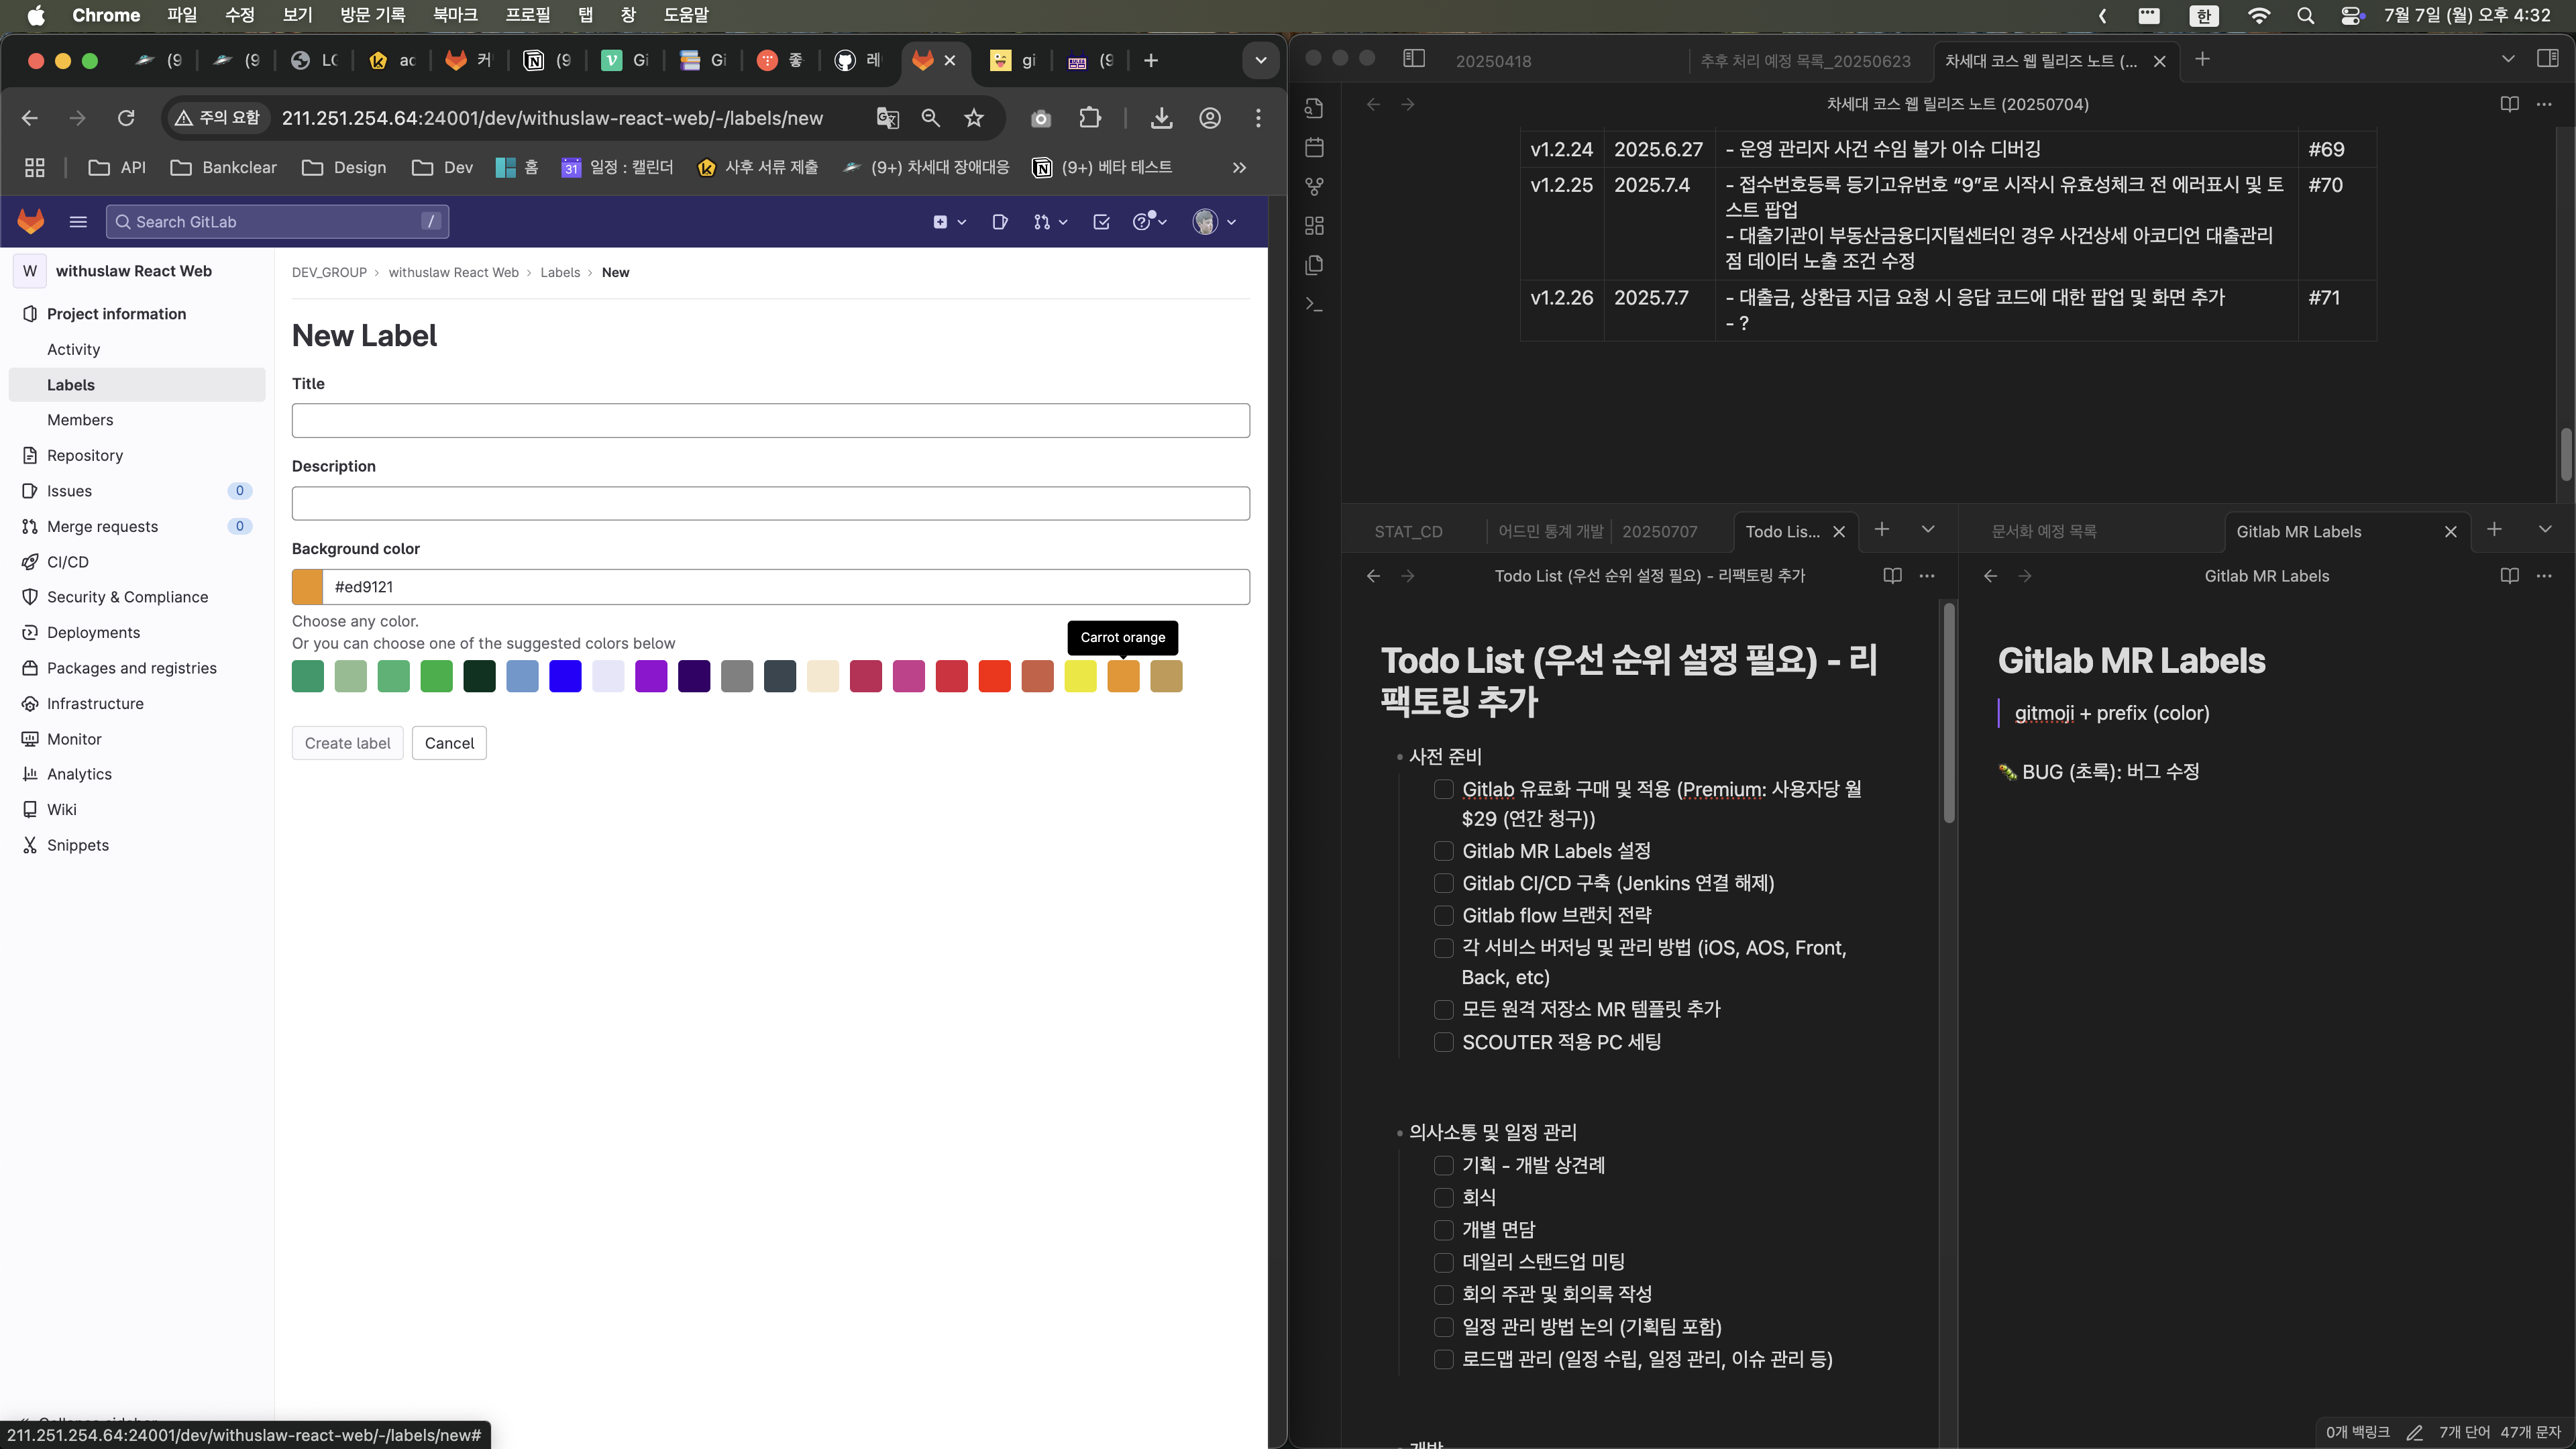 Chrome 파일 수정 보기 방문 기록 북마크 프로필 탭 창 도움말
한 7월 7일 (월) 오후 4:32
(9 (9 LC ac 커 (9 Gi Gi 좋 레 gi (9
주의 요함 211.251.254.64:24001/dev/withuslaw-react-web/-/labels/new
API Bankclear Design Dev 홈 31 일정 : 캘린더 사후 서류 제출 (9+) 차세대 장애대응 (9+) 베타 테스트
Search GitLab /
W withuslaw React Web
Project information
Activity
Labels
Members
Repository
Issues 0
Merge requests 0
CI/CD
Security & Compliance
Deployments
Packages and registries
Infrastructure
Monitor
Analytics
Wiki
Snippets
Collapse sidebar
211.251.254.64:24001/dev/withuslaw-react-web/-/labels/new#
DEV_GROUP › withuslaw React Web › Labels › New
New Label
Title
Description
Background color
#ed9121
Choose any color.
Or you can choose one of the suggested colors below
Carrot orange
Create label Cancel
20250418 추후 처리 예정 목록_20250623 차세대 코스 웹 릴리즈 노트 (...
차세대 코스 웹 릴리즈 노트 (20250704)
v1.2.24 2025.6.27 - 운영 관리자 사건 수임 불가 이슈 디버깅 #69
v1.2.25 2025.7.4 - 접수번호등록 등기고유번호 “9”로 시작시 유효성체크 전 에러표시 및 토 #70
스트 팝업
- 대출기관이 부동산금융디지털센터인 경우 사건상세 아코디언 대출관리
점 데이터 노출 조건 수정
v1.2.26 2025.7.7 - 대출금, 상환급 지급 요청 시 응답 코드에 대한 팝업 및 화면 추가 #71
- ?
STAT_CD 어드민 통계 개발 20250707 Todo Lis...
Todo List (우선 순위 설정 필요) - 리팩토링 추가
Todo List (우선 순위 설정 필요) - 리
팩토링 추가
사전 준비
Gitlab 유료화 구매 및 적용 (Premium: 사용자당 월
$29 (연간 청구))
Gitlab MR Labels 설정
Gitlab CI/CD 구축 (Jenkins 연결 해제)
Gitlab flow 브랜치 전략
각 서비스 버저닝 및 관리 방법 (iOS, AOS, Front,
Back, etc)
모든 원격 저장소 MR 템플릿 추가
SCOUTER 적용 PC 세팅
의사소통 및 일정 관리
기획 - 개발 상견례
회식
개별 면담
데일리 스탠드업 미팅
회의 주관 및 회의록 작성
일정 관리 방법 논의 (기획팀 포함)
로드맵 관리 (일정 수립, 일정 관리, 이슈 관리 등)
개발
문서화 예정 목록 Gitlab MR Labels
Gitlab MR Labels
Gitlab MR Labels
gitmoji + prefix (color)
🐛 BUG (초록): 버그 수정
0개 백링크 7개 단어 47개 문자